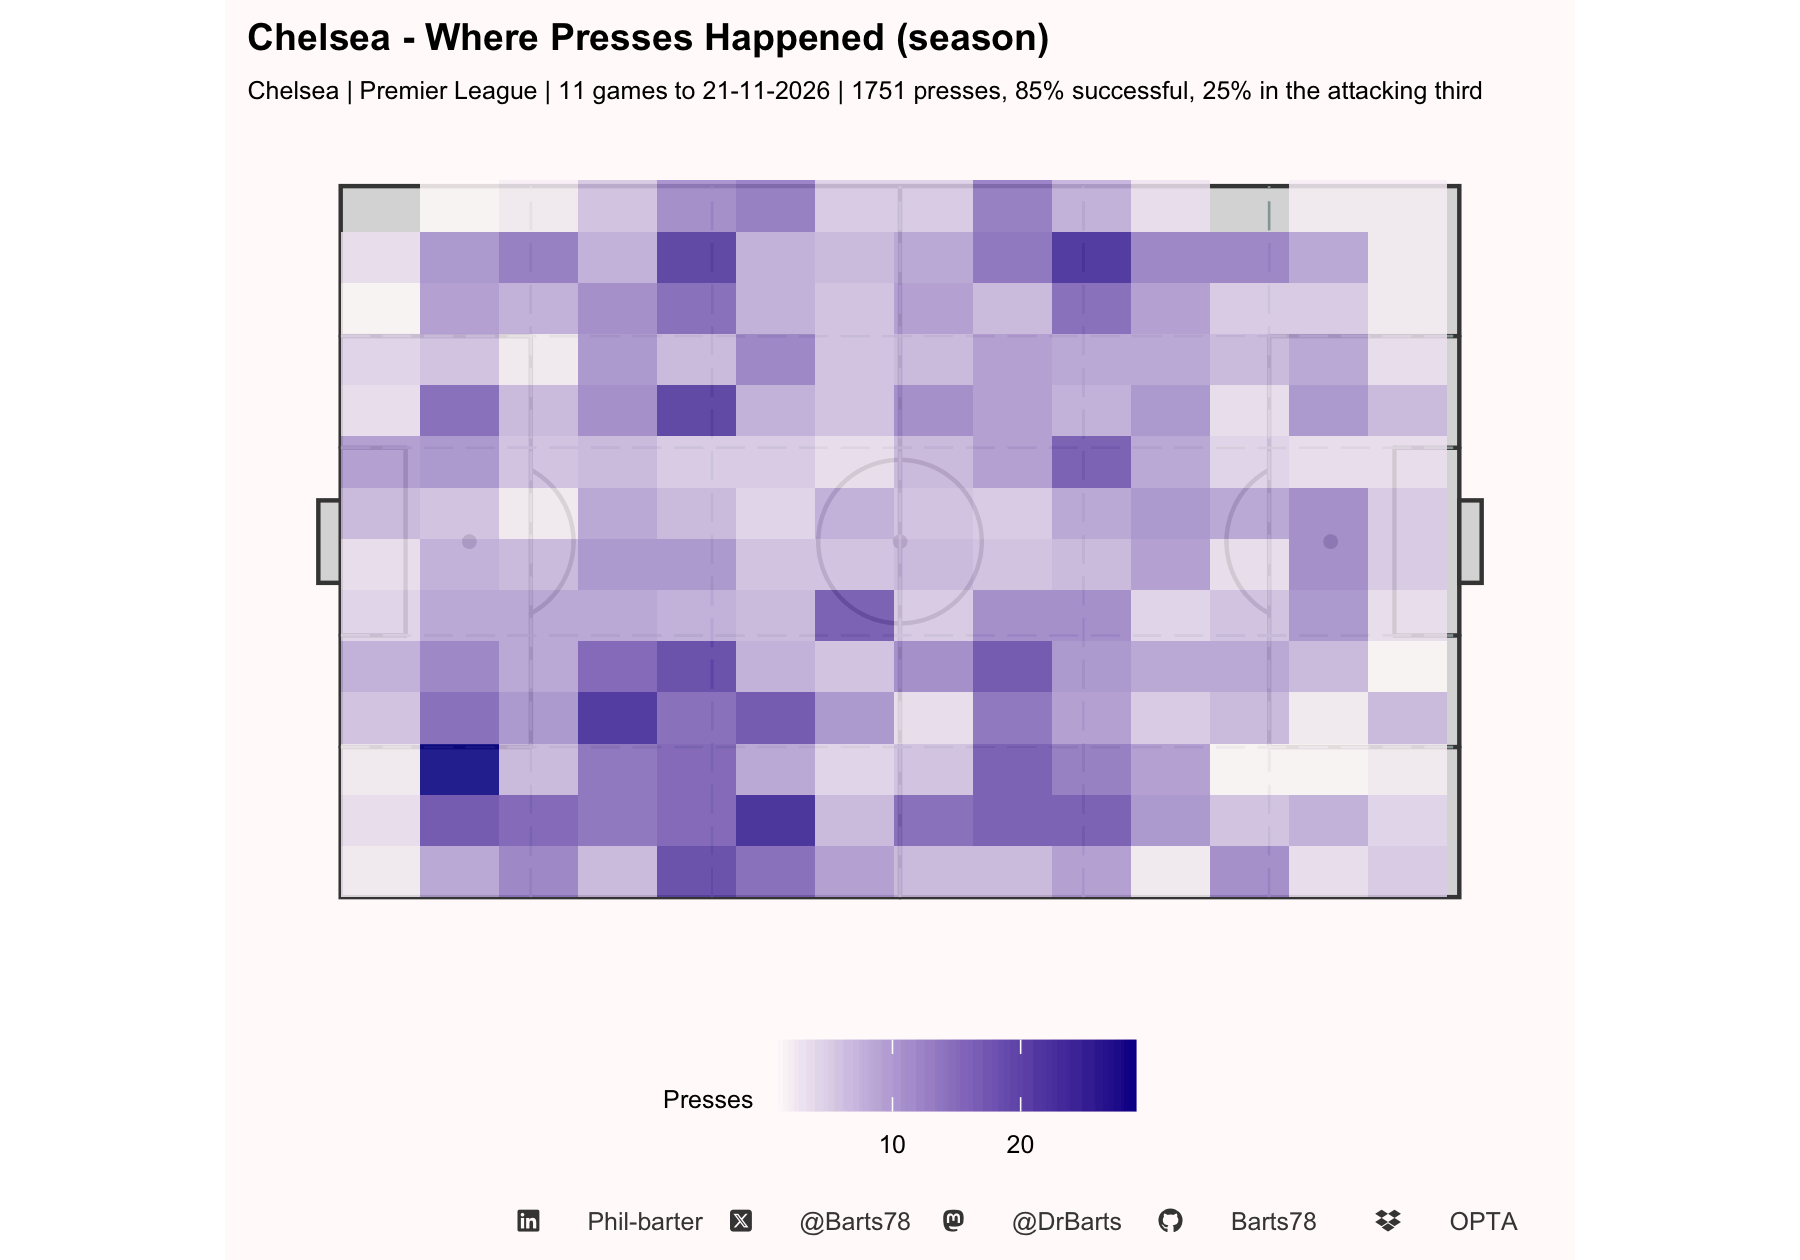 Chelsea - Where Presses Happened (season)
Chelsea | Premier League | 11 games to 21-11-2026 | 1751 presses, 85% successful, 25% in the attacking third
Presses
10 20
Phil-barter @Barts78 @DrBarts Barts78 OPTA